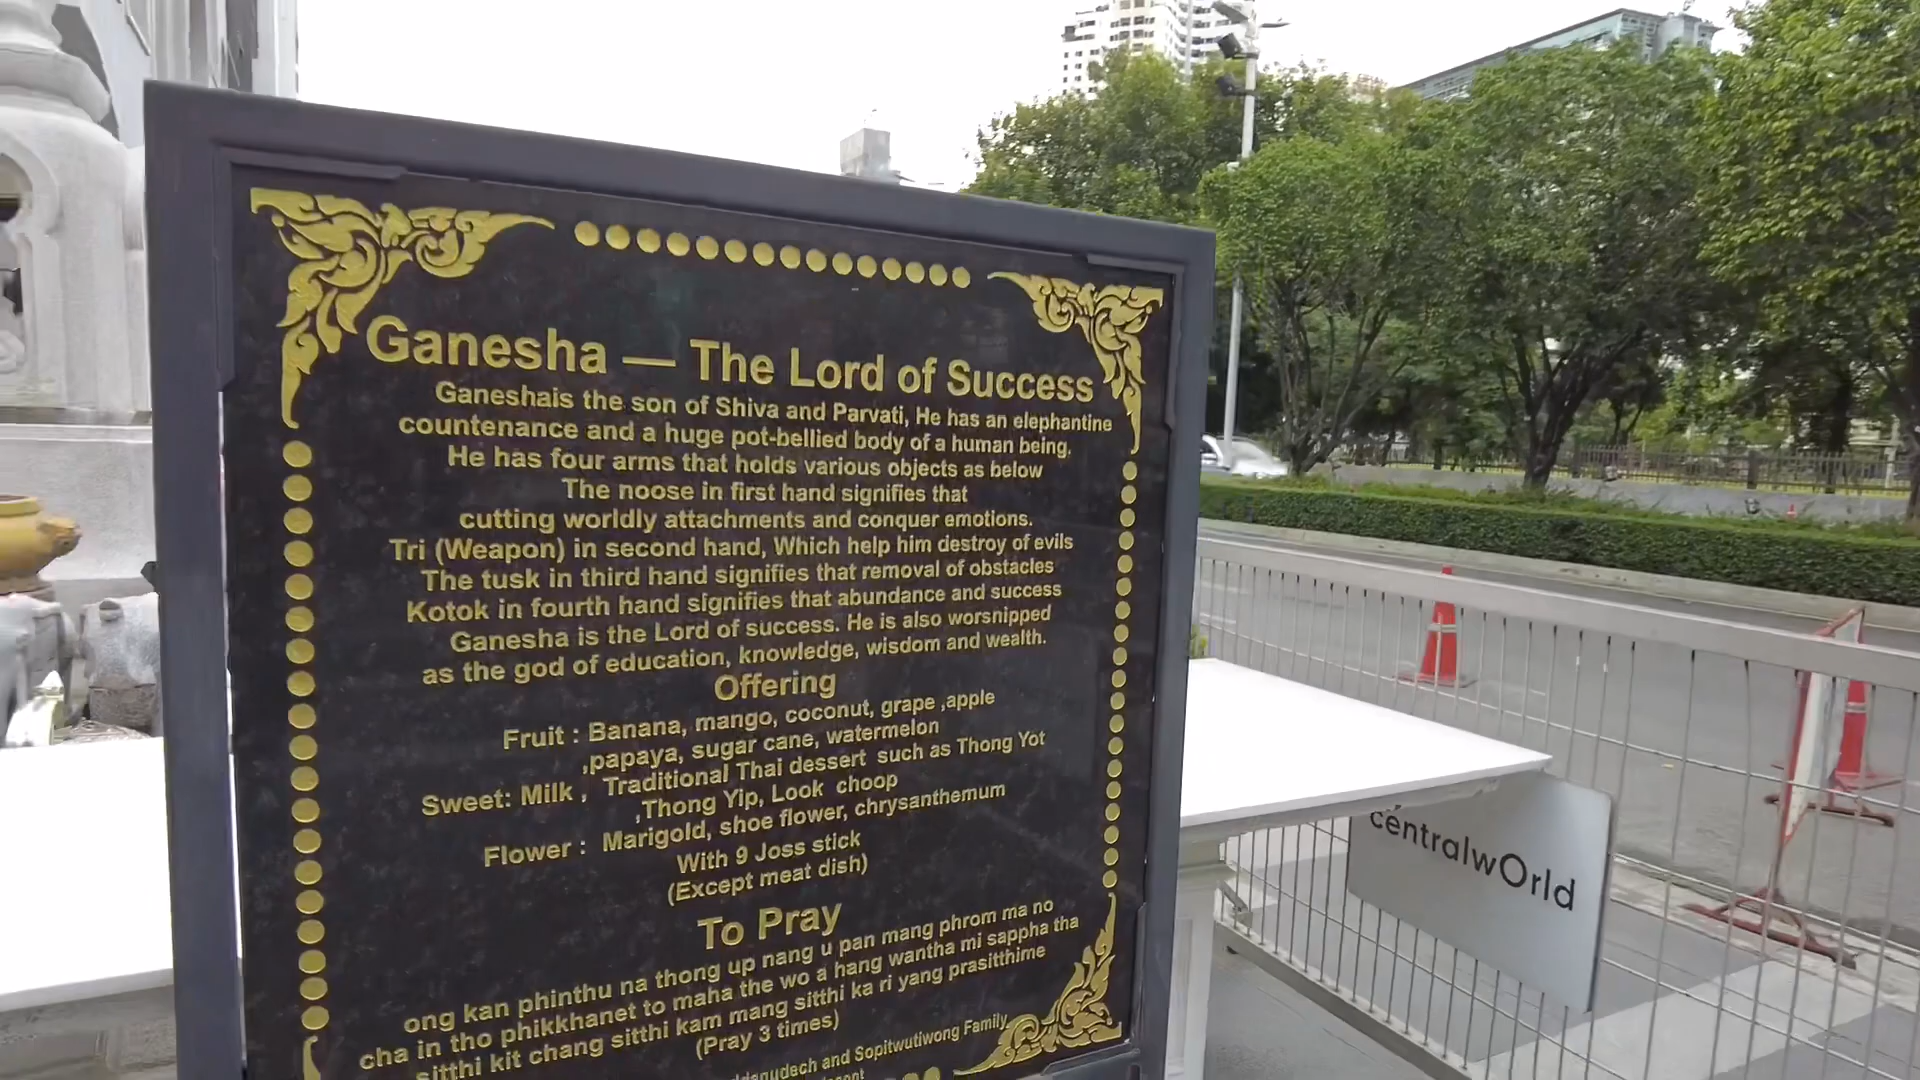 Ganesha — The Lord of Success
Ganeshais the son of Shiva and Parvati, He has an elephantine
countenance and a huge pot-bellied body of a human being.
He has four arms that holds various objects as below
The noose in first hand signifies that
cutting worldly attachments and conquer emotions.
Tri (Weapon) in second hand, Which help him destroy of evils
The tusk in third hand signifies that removal of obstacles
Kotok in fourth hand signifies that abundance and success
Ganesha is the Lord of success. He is also worsnipped
as the god of education, knowledge, wisdom and wealth.
Offering
Fruit : Banana, mango, coconut, grape ,apple
,papaya, sugar cane, watermelon
Sweet: Milk , Traditional Thai dessert such as Thong Yot
,Thong Yip, Look choop
Flower : Marigold, shoe flower, chrysanthemum
With 9 Joss stick
(Except meat dish)
To Pray
ong kan phinthu na thong up nang u pan mang phrom ma no
cha in tho phikkhanet to maha the wo a hang wantha mi sappha tha
sitthi kit chang sitthi kam mang sitthi ka ri yang prasitthime
(Pray 3 times)
and Sopitwutiwong Family
centralwOrld